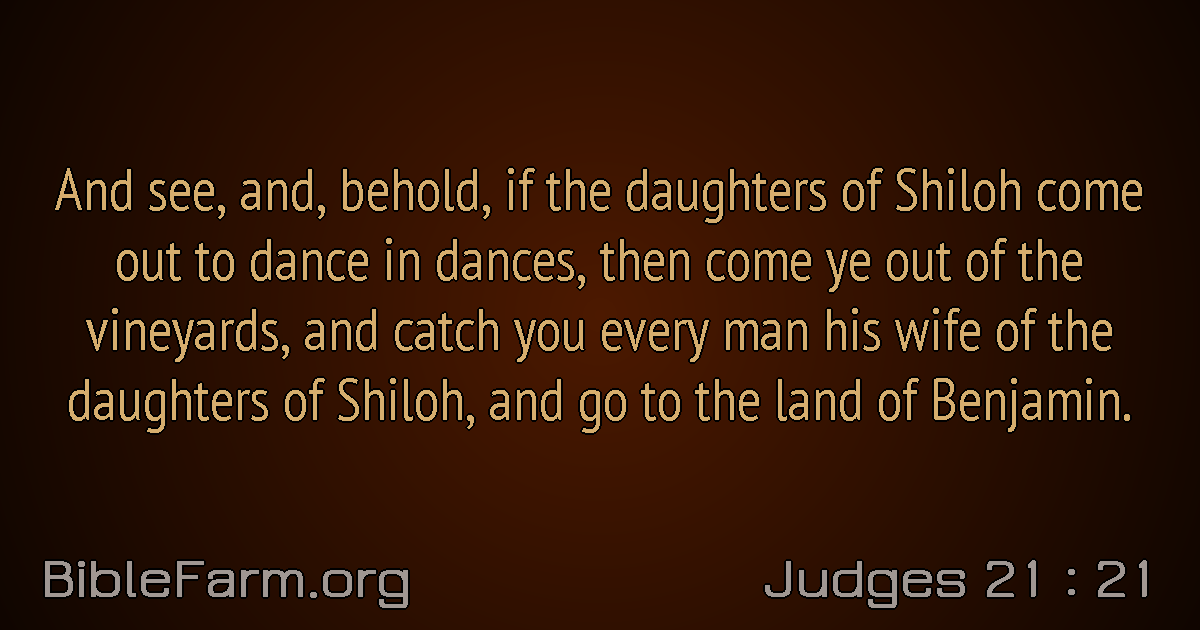 And see, and, behold, if the daughters of Shiloh come
out to dance in dances, then come ye out of the
vineyards, and catch you every man his wife of the
daughters of Shiloh, and go to the land of Benjamin.
BibleFarm.org
Judges 21 : 21